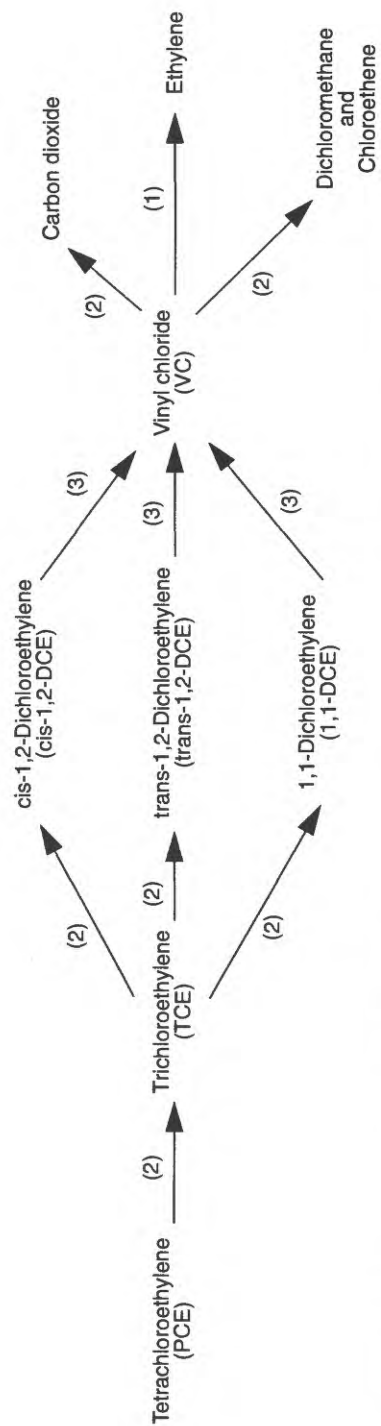 Tetrachloroethylene
(PCE)
(2)
Trichloroethylene
(TCE)
(2)
(2)
(2)
cis-1,2-Dichloroethylene
(cis-1,2-DCE)
trans-1,2-Dichloroethylene
(trans-1,2-DCE)
1,1-Dichloroethylene
(1,1-DCE)
(3)
(3)
(3)
Vinyl chloride
(VC)
(2)
(1)
(2)
Carbon dioxide
Ethylene
Dichloromethane
and
Chloroethene